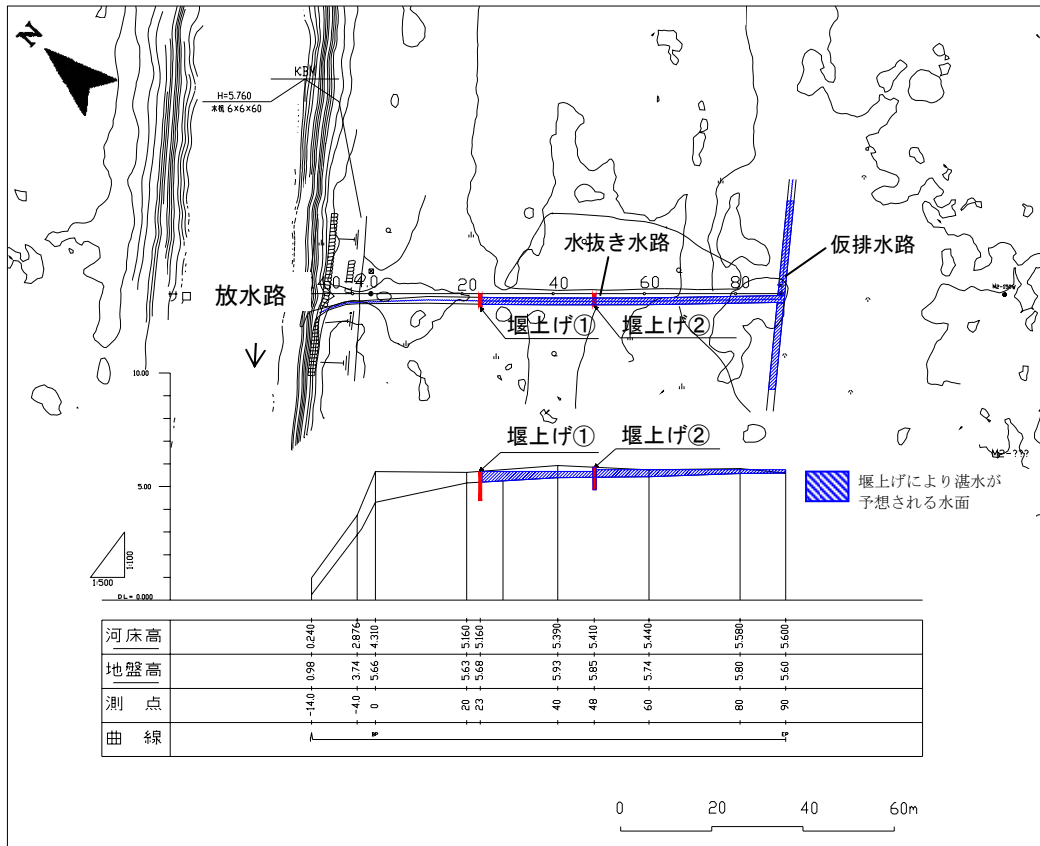 N
KBM
H=5.760
木杭 6×6×60
水抜き水路
仮排水路
放水路
サロ
0
20
40
60
80
堰上げ①
堰上げ②
10.00
堰上げ①
堰上げ②
5.00
堰上げにより湛水が
予想される水面
M2-???
1:100
1/500
DL= 0.000
河床高 0.240 2.876 4.310 5.160 5.160 5.390 5.410 5.440 5.580 5.600
地盤高 0.98 3.74 5.66 5.63 5.68 5.93 5.85 5.74 5.80 5.60
測 点 -14.0 -4.0 0 20 23 40 48 60 80 90
曲 線 BP EP
0 20 40 60m